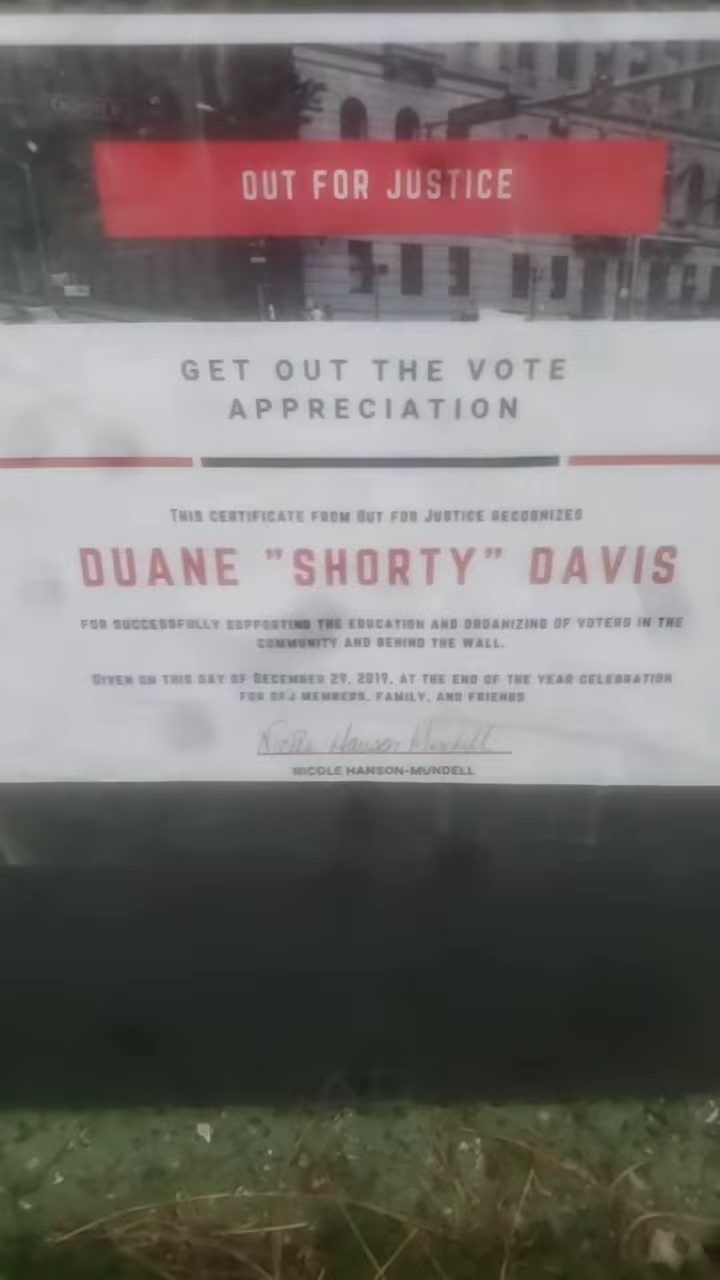 OUT FOR JUSTICE
GET OUT THE VOTE
APPRECIATION
THIS CERTIFICATE FROM OUT FOR JUSTICE RECOGNIZES
DUANE "SHORTY" DAVIS
FOR SUCCESSFULLY SUPPORTING THE EDUCATION AND ORGANIZING OF VOTERS IN THE
COMMUNITY AND BEHIND THE WALL.
GIVEN ON THIS DAY OF DECEMBER 29, 2019, AT THE END OF THE YEAR CELEBRATION
FOR OFJ MEMBERS, FAMILY, AND FRIENDS
Nicole Hanson Mundell
NICOLE HANSON-MUNDELL